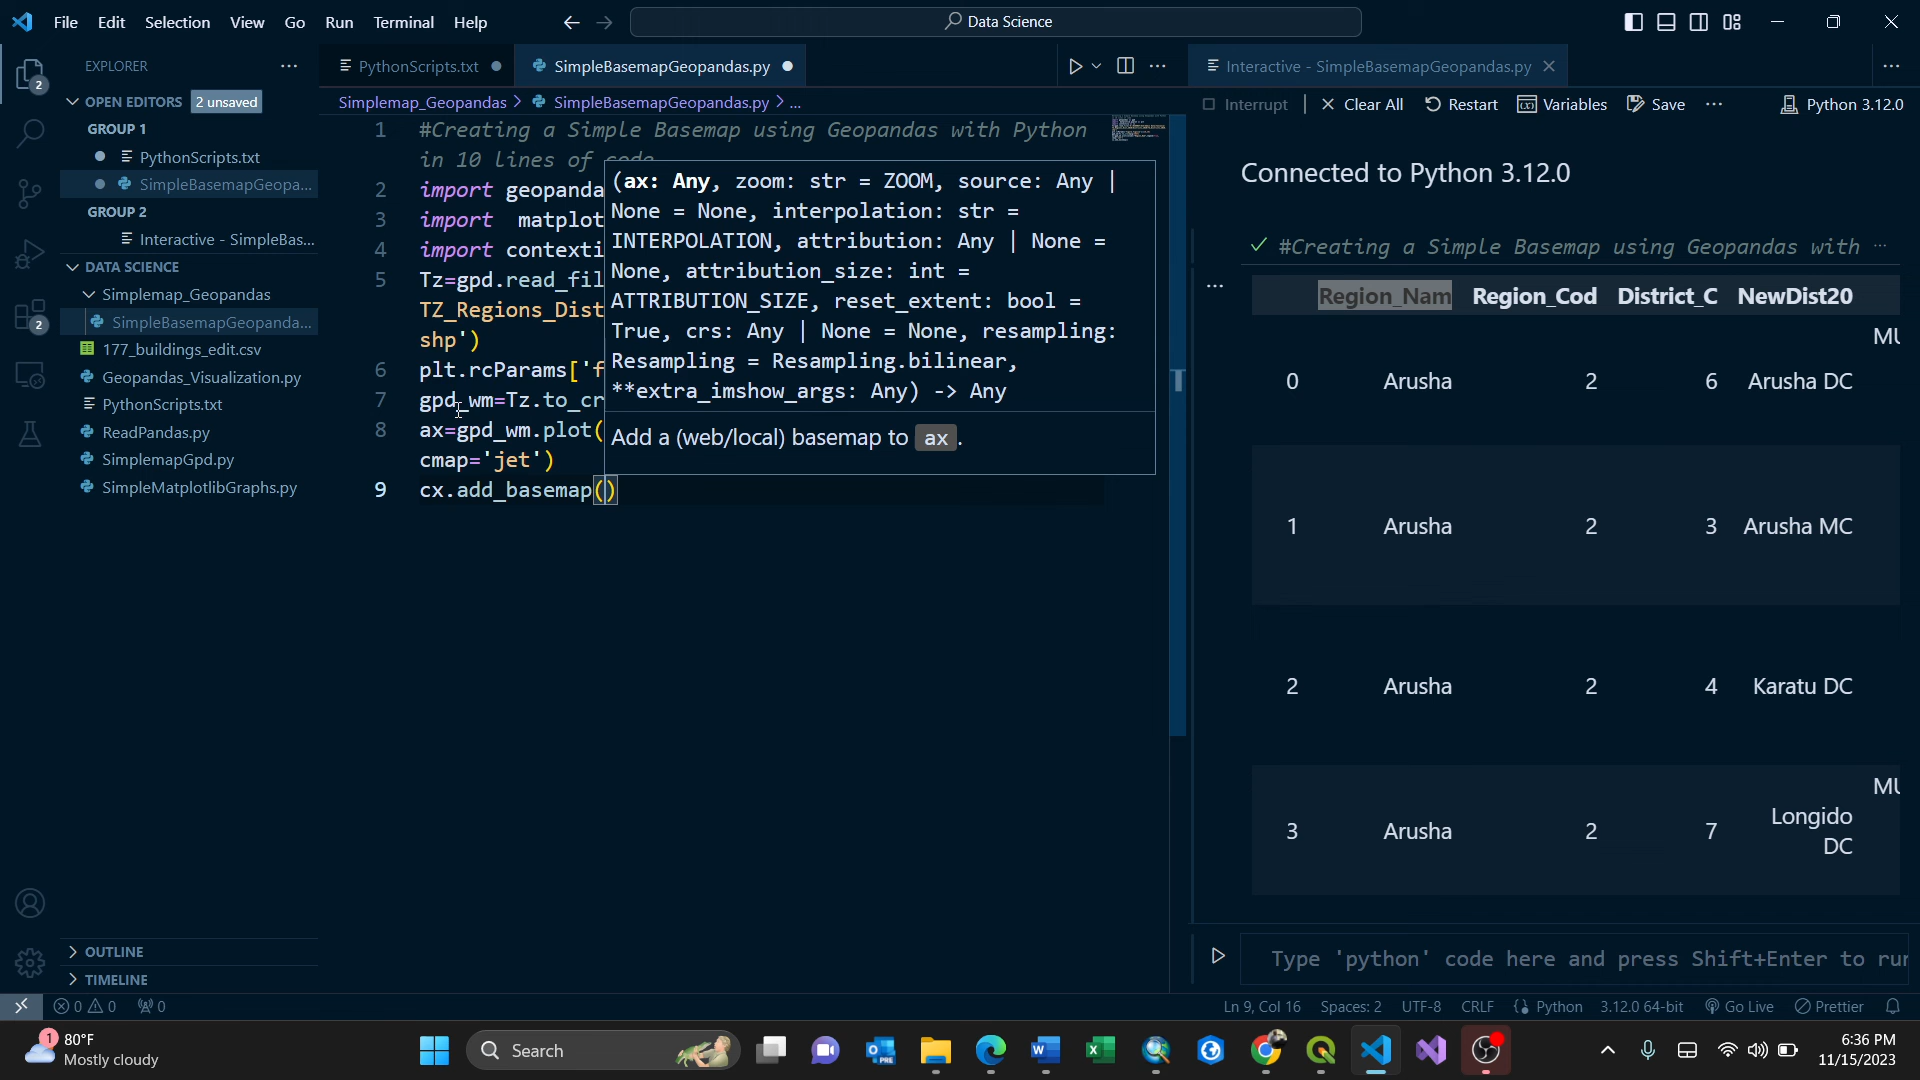 File Edit Selection View Go Run Terminal Help
Data Science
EXPLORER
OPEN EDITORS 2 unsaved
GROUP 1
PythonScripts.txt
SimpleBasemapGeopa...
GROUP 2
Interactive - SimpleBas...
DATA SCIENCE
Simplemap_Geopandas
SimpleBasemapGeopanda...
177_buildings_edit.csv
Geopandas_Visualization.py
PythonScripts.txt
ReadPandas.py
SimplemapGpd.py
SimpleMatplotlibGraphs.py
OUTLINE
TIMELINE
2
2
PythonScripts.txt
SimpleBasemapGeopandas.py
Simplemap_Geopandas > SimpleBasemapGeopandas.py > ...
1 #Creating a Simple Basemap using Geopandas with Python
in 10 lines of code
2 import geopanda
3 import matplot
4 import contexti
5 Tz=gpd.read_fil
TZ_Regions_Dist
shp')
6 plt.rcParams['f
7 gpd_wm=Tz.to_cr
8 ax=gpd_wm.plot(
cmap='jet')
9 cx.add_basemap()
(ax: Any, zoom: str = ZOOM, source: Any |
None = None, interpolation: str =
INTERPOLATION, attribution: Any | None =
None, attribution_size: int =
ATTRIBUTION_SIZE, reset_extent: bool =
True, crs: Any | None = None, resampling:
Resampling = Resampling.bilinear,
**extra_imshow_args: Any) -> Any
Add a (web/local) basemap to ax.
Interactive - SimpleBasemapGeopandas.py
Interrupt | Clear All Restart Variables Save ... Python 3.12.0
Connected to Python 3.12.0
#Creating a Simple Basemap using Geopandas with ...
Region_Nam Region_Cod District_C NewDist20
MU
0 Arusha 2 6 Arusha DC
1 Arusha 2 3 Arusha MC
2 Arusha 2 4 Karatu DC
MU
3 Arusha 2 7 Longido
DC
Type 'python' code here and press Shift+Enter to run
0 0 0
Ln 9, Col 16 Spaces: 2 UTF-8 CRLF Python 3.12.0 64-bit Go Live Prettier
1
80°F
Mostly cloudy
Search
PRE
6:36 PM
11/15/2023